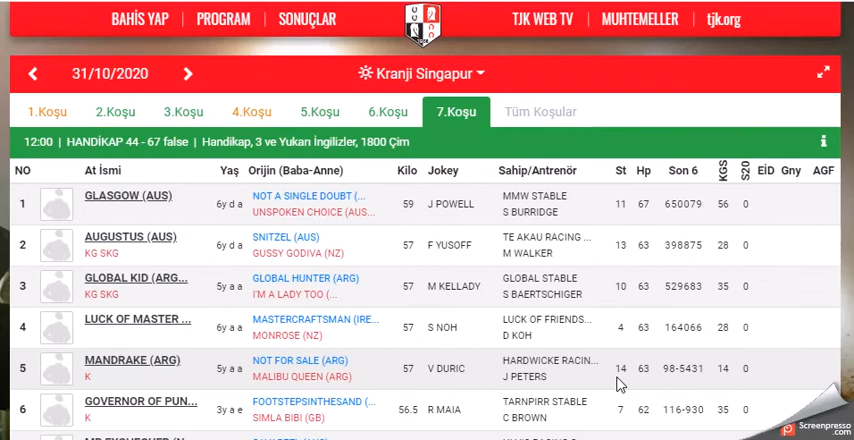 BAHİS YAP | PROGRAM | SONUÇLAR TJK WEB TV | MUHTEMELLER | tjk.org
31/10/2020 Kranji Singapur
1.Koşu 2.Koşu 3.Koşu 4.Koşu 5.Koşu 6.Koşu 7.Koşu Tüm Koşular
12:00 | HANDİKAP 44 - 67 false | Handikap, 3 ve Yukarı İngilizler, 1800 Çim
NO At İsmi Yaş Orijin (Baba-Anne) Kilo Jokey Sahip/Antrenör St Hp Son 6 KGS S20 EİD Gny AGF
1 GLASGOW (AUS) 6y d a NOT A SINGLE DOUBT (... 59 J POWELL MMW STABLE 11 67 650079 56 0
UNSPOKEN CHOICE (AUS... S BURRIDGE
2 AUGUSTUS (AUS) 6y d a SNITZEL (AUS) 57 F YUSOFF TE AKAU RACING ... 13 63 398875 28 0
KG SKG GUSSY GODIVA (NZ) M WALKER
3 GLOBAL KID (ARG... 5y a a GLOBAL HUNTER (ARG) 57 M KELLADY GLOBAL STABLE 10 63 529683 35 0
KG SKG I'M A LADY TOO (... S BAERTSCHIGER
4 LUCK OF MASTER ... 6y a a MASTERCRAFTSMAN (IRE... 57 S NOH LUCK OF FRIENDS... 4 63 164066 28 0
MONROSE (NZ) D KOH
5 MANDRAKE (ARG) 5y a a NOT FOR SALE (ARG) 57 V DURIC HARDWICKE RACIN... 14 63 98-5431 14 0
K MALIBU QUEEN (ARG) J PETERS
6 GOVERNOR OF PUN... 3y a e FOOTSTEPSINTHESAND (... 56.5 R MAIA TARNPIRR STABLE 7 62 116-930 35 0
K SIMLA BIBI (GB) C BROWN
Screenpresso
.com